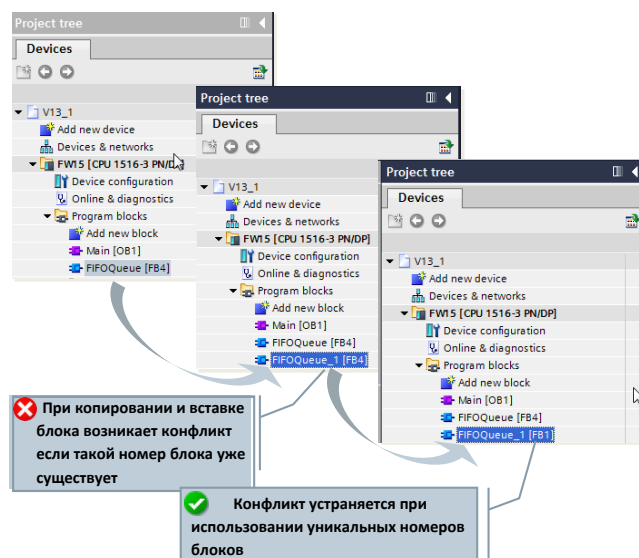 Project tree
Devices
V13_1
Add new device
Devices & networks
FW15 [CPU 1516-3 PN/DP]
Device configuration
Online & diagnostics
Program blocks
Add new block
Main [OB1]
FIFOQueue [FB4]
Project tree
Devices
V13_1
Add new device
Devices & networks
FW15 [CPU 1516-3 PN/DP]
Device configuration
Online & diagnostics
Program blocks
Add new block
Main [OB1]
FIFOQueue [FB4]
FIFOQueue_1 [FB4]
Project tree
Devices
V13_1
Add new device
Devices & networks
FW15 [CPU 1516-3 PN/DP]
Device configuration
Online & diagnostics
Program blocks
Add new block
Main [OB1]
FIFOQueue [FB4]
FIFOQueue_1 [FB1]
При копировании и вставке
блока возникает конфликт
если такой номер блока уже
существует
Конфликт устраняется при
использовании уникальных номеров
блоков